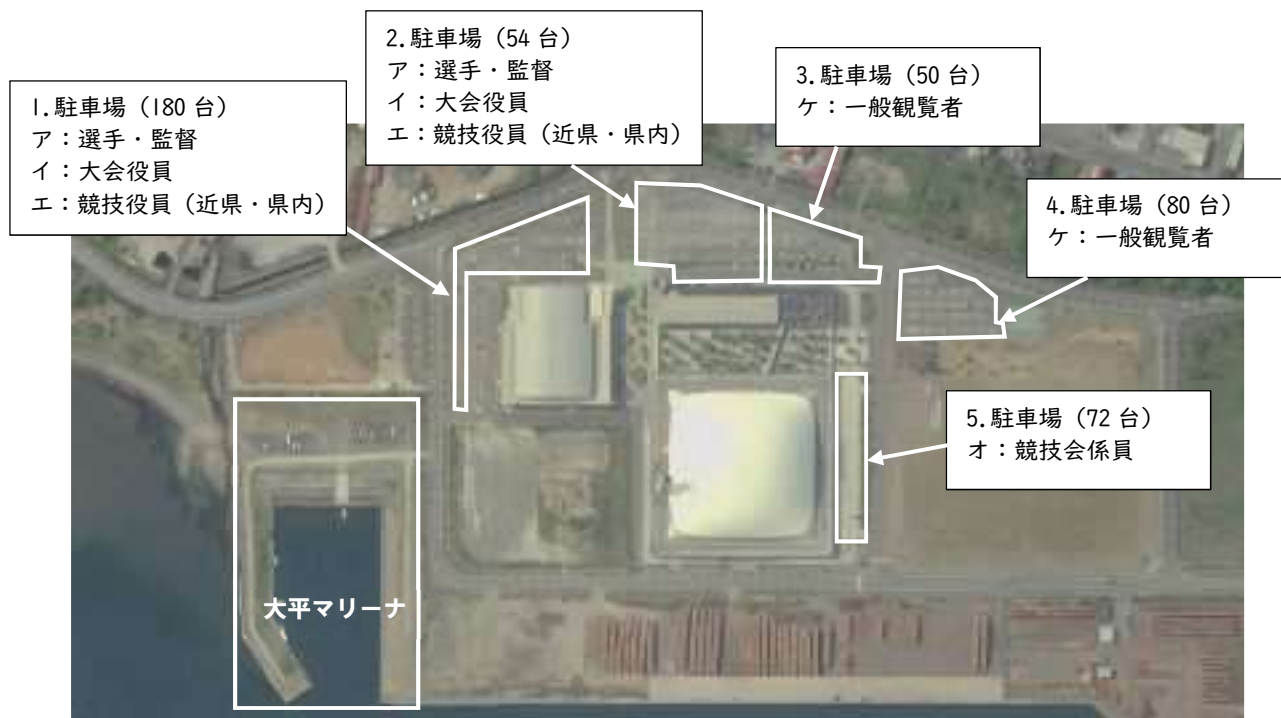 1.駐車場（180 台）
ア：選手・監督
イ：大会役員
エ：競技役員（近県・県内）
2.駐車場（54 台）
ア：選手・監督
イ：大会役員
エ：競技役員（近県・県内）
3.駐車場（50 台）
ケ：一般観覧者
4.駐車場（80 台）
ケ：一般観覧者
5.駐車場（72 台）
オ：競技会係員
大平マリーナ